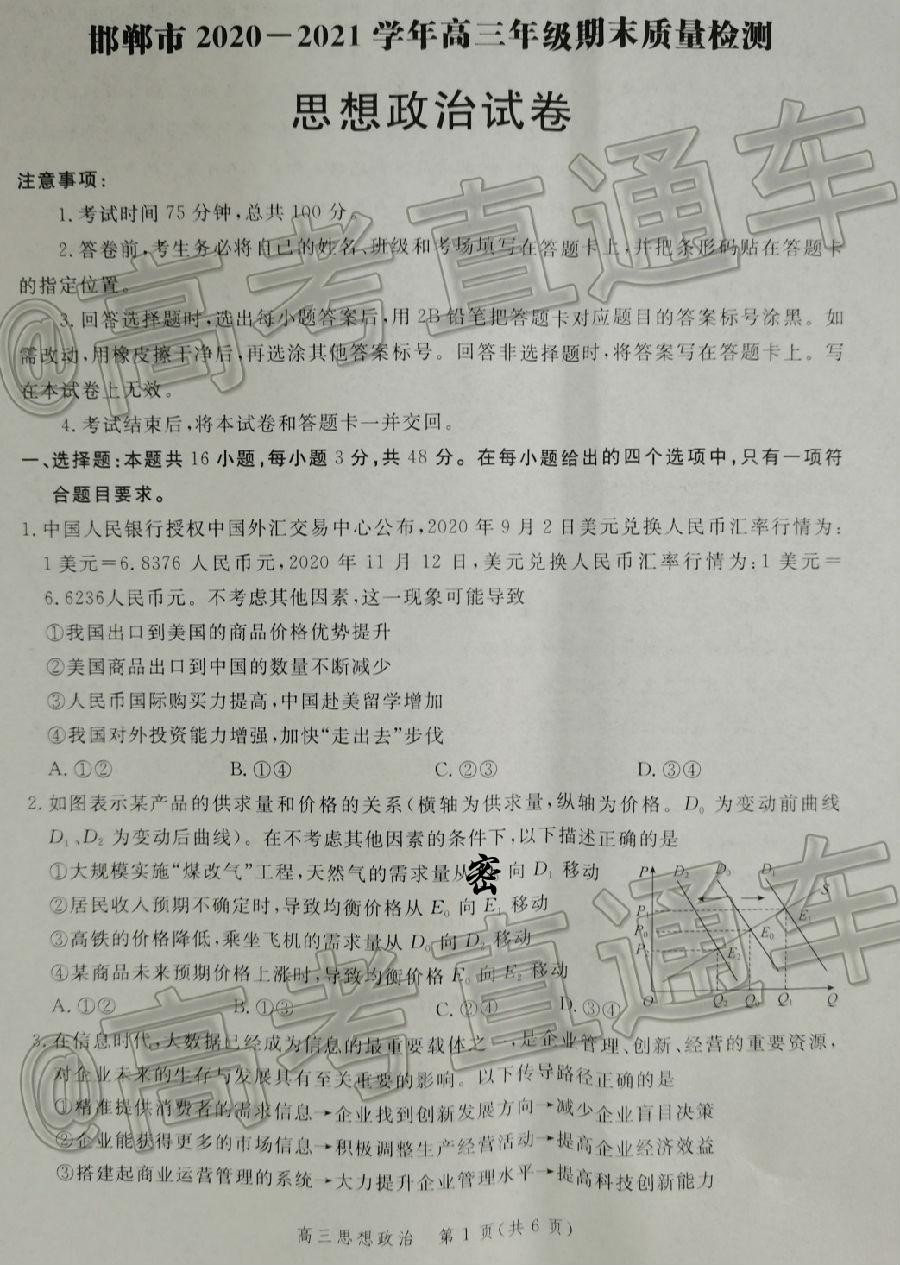 邯郸市 2020－2021 学年高三年级期末质量检测
思想政治试卷
注意事项:
1.考试时间 75 分钟,总共 100 分。
2.答卷前,考生务必将自己的姓名、班级和考场填写在答题卡上,并把条形码贴在答题卡
的指定位置。
3.回答选择题时,选出每小题答案后,用 2B 铅笔把答题卡对应题目的答案标号涂黑。如
需改动,用橡皮擦干净后,再选涂其他答案标号。回答非选择题时,将答案写在答题卡上。写
在本试卷上无效。
4.考试结束后,将本试卷和答题卡一并交回。
一、选择题:本题共 16 小题,每小题 3 分,共 48 分。在每小题给出的四个选项中,只有一项符
合题目要求。
1.中国人民银行授权中国外汇交易中心公布,2020 年 9 月 2 日美元兑换人民币汇率行情为:
1 美元＝6.8376 人民币元,2020 年 11 月 12 日,美元兑换人民币汇率行情为:1 美元＝
6.6236人民币元。不考虑其他因素,这一现象可能导致
①我国出口到美国的商品价格优势提升
②美国商品出口到中国的数量不断减少
③人民币国际购买力提高,中国赴美留学增加
④我国对外投资能力增强,加快“走出去”步伐
A.①② B.①④ C.②③ D.③④
2.如图表示某产品的供求量和价格的关系(横轴为供求量,纵轴为价格。D₀ 为变动前曲线
D₁、D₂ 为变动后曲线)。在不考虑其他因素的条件下,以下描述正确的是
①大规模实施“煤改气”工程,天然气的需求量从密 向 D₁ 移动
②居民收入预期不确定时,导致均衡价格从 E₀ 向 E₁ 移动
③高铁的价格降低,乘坐飞机的需求量从 D₀ 向 D₂ 移动
④某商品未来预期价格上涨时,导致均衡价格 E₀ 向 E₂ 移动
A.①② B.①③ C.②④ D.③④
P D₂ D₀ D₁ S
P₁ E₁
P₀ E₀
P₂ E₂
O Q₂ Q₀ Q₁ Q
3.在信息时代,大数据已经成为信息的最重要载体之一,是企业管理、创新、经营的重要资源,
对企业未来的生存与发展具有至关重要的影响。以下传导路径正确的是
①精准提供消费者的需求信息→企业找到创新发展方向→减少企业盲目决策
②企业能获得更多的市场信息→积极调整生产经营活动→提高企业经济效益
③搭建起商业运营管理的系统→大力提升企业管理水平→提高科技创新能力
高三思想政治 第 1 页(共 6 页)
@高考直通车
@高考直通车